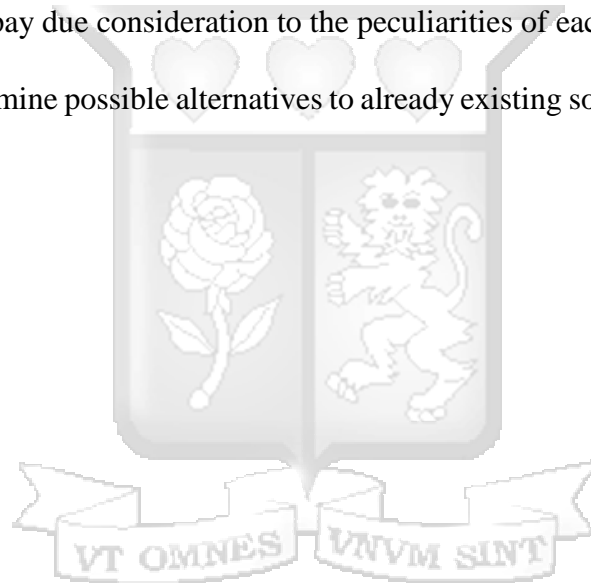 pay due consideration to the peculiarities of eac
mine possible alternatives to already existing so
VT OMNES VNVM SINT